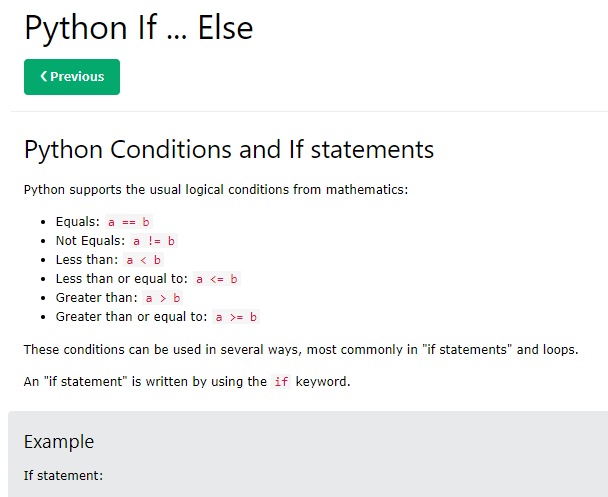 Python If ... Else
❮ Previous
Python Conditions and If statements
Python supports the usual logical conditions from mathematics:
• Equals: a == b
• Not Equals: a != b
• Less than: a < b
• Less than or equal to: a <= b
• Greater than: a > b
• Greater than or equal to: a >= b
These conditions can be used in several ways, most commonly in "if statements" and loops.
An "if statement" is written by using the if keyword.
Example
If statement: